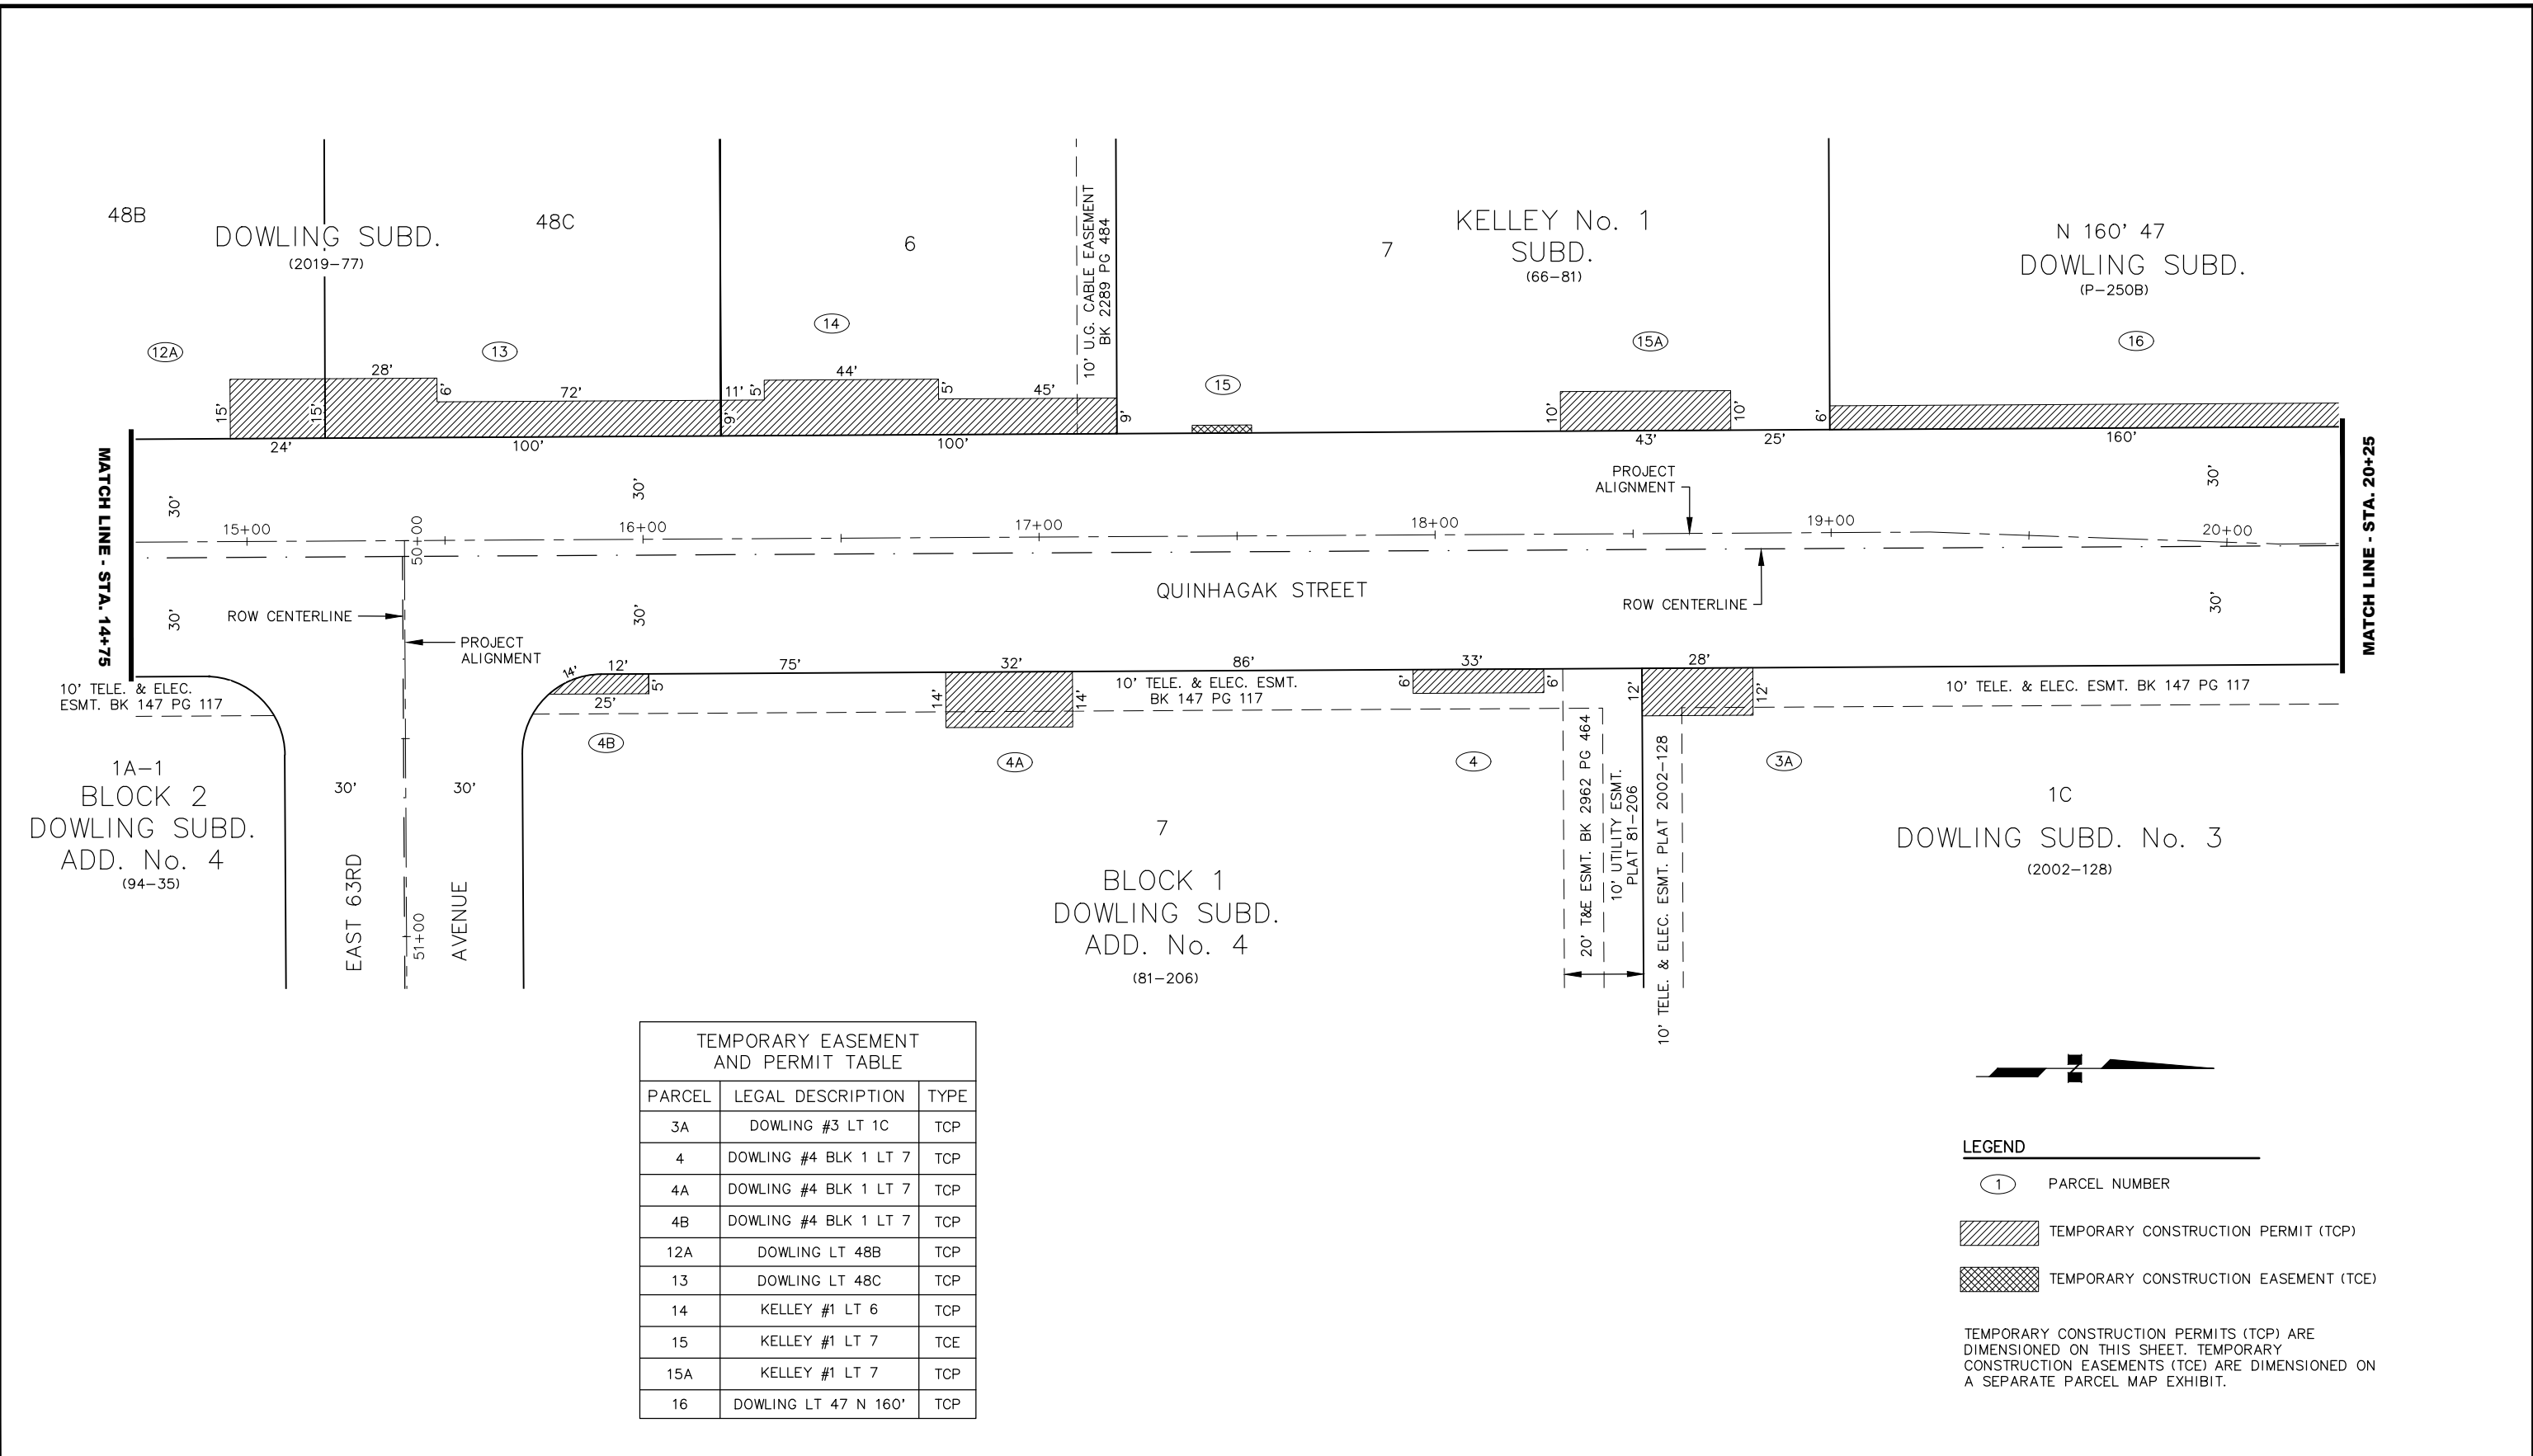 48B
DOWLING SUBD.
(2019-77)
48C
6
10' U.G. CABLE EASEMENT
BK 2289 PG 484
7
KELLEY No. 1
SUBD.
(66-81)
N 160' 47
DOWLING SUBD.
(P-250B)
12A
13
14
15
15A
16
15'
15'
28'
6'
72'
11'
9'
5'
44'
5'
45'
9'
10'
10'
6'
24'
100'
100'
43'
25'
160'
MATCH LINE - STA. 14+75
30'
30'
30'
PROJECT
ALIGNMENT
MATCH LINE - STA. 20+25
15+00
50+00
16+00
17+00
18+00
19+00
20+00
QUINHAGAK STREET
30'
ROW CENTERLINE
30'
ROW CENTERLINE
30'
PROJECT
ALIGNMENT
10' TELE. & ELEC.
ESMT. BK 147 PG 117
14'
12'
25'
5'
75'
14'
32'
14'
86'
10' TELE. & ELEC. ESMT.
BK 147 PG 117
6'
33'
6'
12'
28'
12'
10' TELE. & ELEC. ESMT. BK 147 PG 117
4B
4A
4
3A
1A-1
BLOCK 2
DOWLING SUBD.
ADD. No. 4
(94-35)
30'
30'
EAST 63RD
AVENUE
51+00
7
BLOCK 1
DOWLING SUBD.
ADD. No. 4
(81-206)
20' T&E ESMT. BK 2962 PG 464
10' UTILITY ESMT.
PLAT 81-206
10' TELE. & ELEC. ESMT. PLAT 2002-128
1C
DOWLING SUBD. No. 3
(2002-128)
TEMPORARY EASEMENT
AND PERMIT TABLE
PARCEL LEGAL DESCRIPTION TYPE
3A DOWLING #3 LT 1C TCP
4 DOWLING #4 BLK 1 LT 7 TCP
4A DOWLING #4 BLK 1 LT 7 TCP
4B DOWLING #4 BLK 1 LT 7 TCP
12A DOWLING LT 48B TCP
13 DOWLING LT 48C TCP
14 KELLEY #1 LT 6 TCP
15 KELLEY #1 LT 7 TCE
15A KELLEY #1 LT 7 TCP
16 DOWLING LT 47 N 160' TCP
N
LEGEND
1 PARCEL NUMBER
TEMPORARY CONSTRUCTION PERMIT (TCP)
TEMPORARY CONSTRUCTION EASEMENT (TCE)
TEMPORARY CONSTRUCTION PERMITS (TCP) ARE
DIMENSIONED ON THIS SHEET. TEMPORARY
CONSTRUCTION EASEMENTS (TCE) ARE DIMENSIONED ON
A SEPARATE PARCEL MAP EXHIBIT.